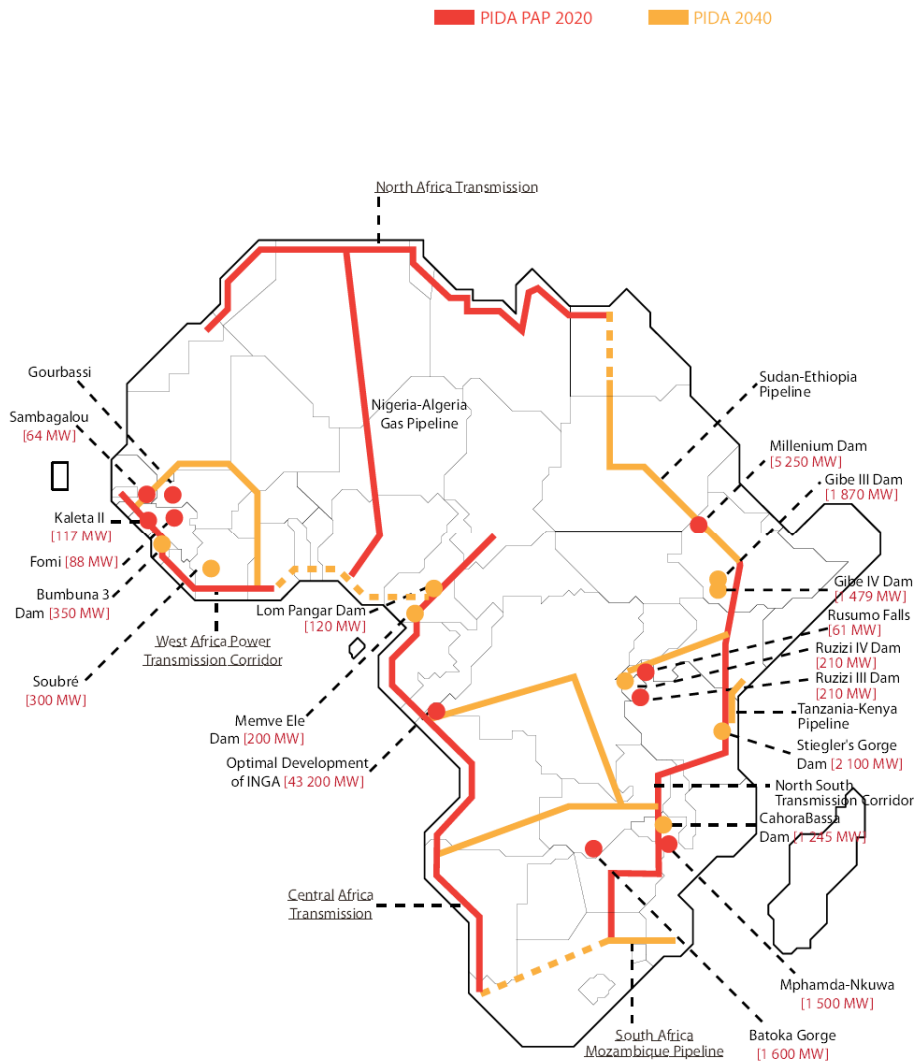 PIDA PAP 2020
PIDA 2040
North Africa Transmission
Gourbassi
Sambagalou
[64 MW]
Kaleta II
[117 MW]
Fomi [88 MW]
Bumbuna 3
Dam [350 MW]
Soubré
[300 MW]
West Africa Power
Transmission Corridor
Nigeria-Algeria
Gas Pipeline
Lom Pangar Dam
[120 MW]
Memve Ele
Dam [200 MW]
Optimal Development
of INGA [43 200 MW]
Central Africa
Transmission
Sudan-Ethiopia
Pipeline
Millenium Dam
[5 250 MW]
Gibe III Dam
[1 870 MW]
Gibe IV Dam
[1 479 MW]
Rusumo Falls
[61 MW]
Ruzizi IV Dam
[210 MW]
Ruzizi III Dam
[210 MW]
Tanzania-Kenya
Pipeline
Stiegler's Gorge
Dam [2 100 MW]
North South
Transmission Corridor
CahoraBassa
Dam [1 245 MW]
Mphamda-Nkuwa
[1 500 MW]
Batoka Gorge
[1 600 MW]
South Africa
Mozambique Pipeline